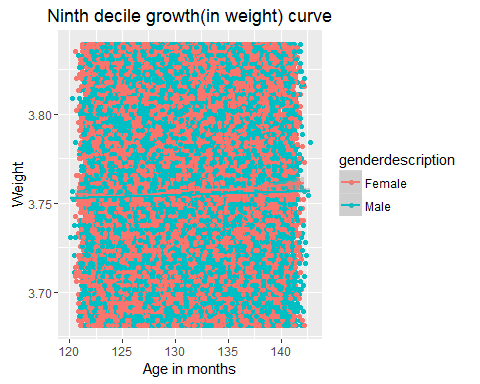 Ninth decile growth(in weight) curve
3.80
3.75
3.70
Weight
120 125 130 135 140
Age in months
genderdescription
Female
Male